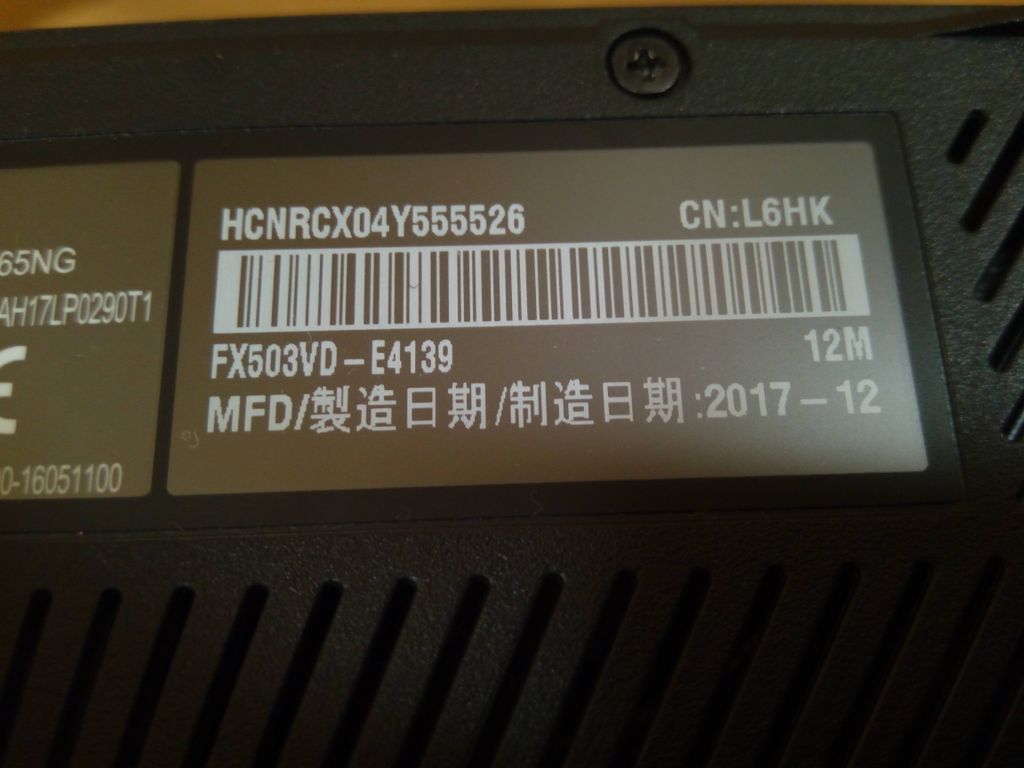 65NG
AH17LP0290T1
CE
0-16051100
HCNRCX04Y555526 CN:L6HK
FX503VD-E4139 12M
MFD/製造日期/制造日期:2017-12